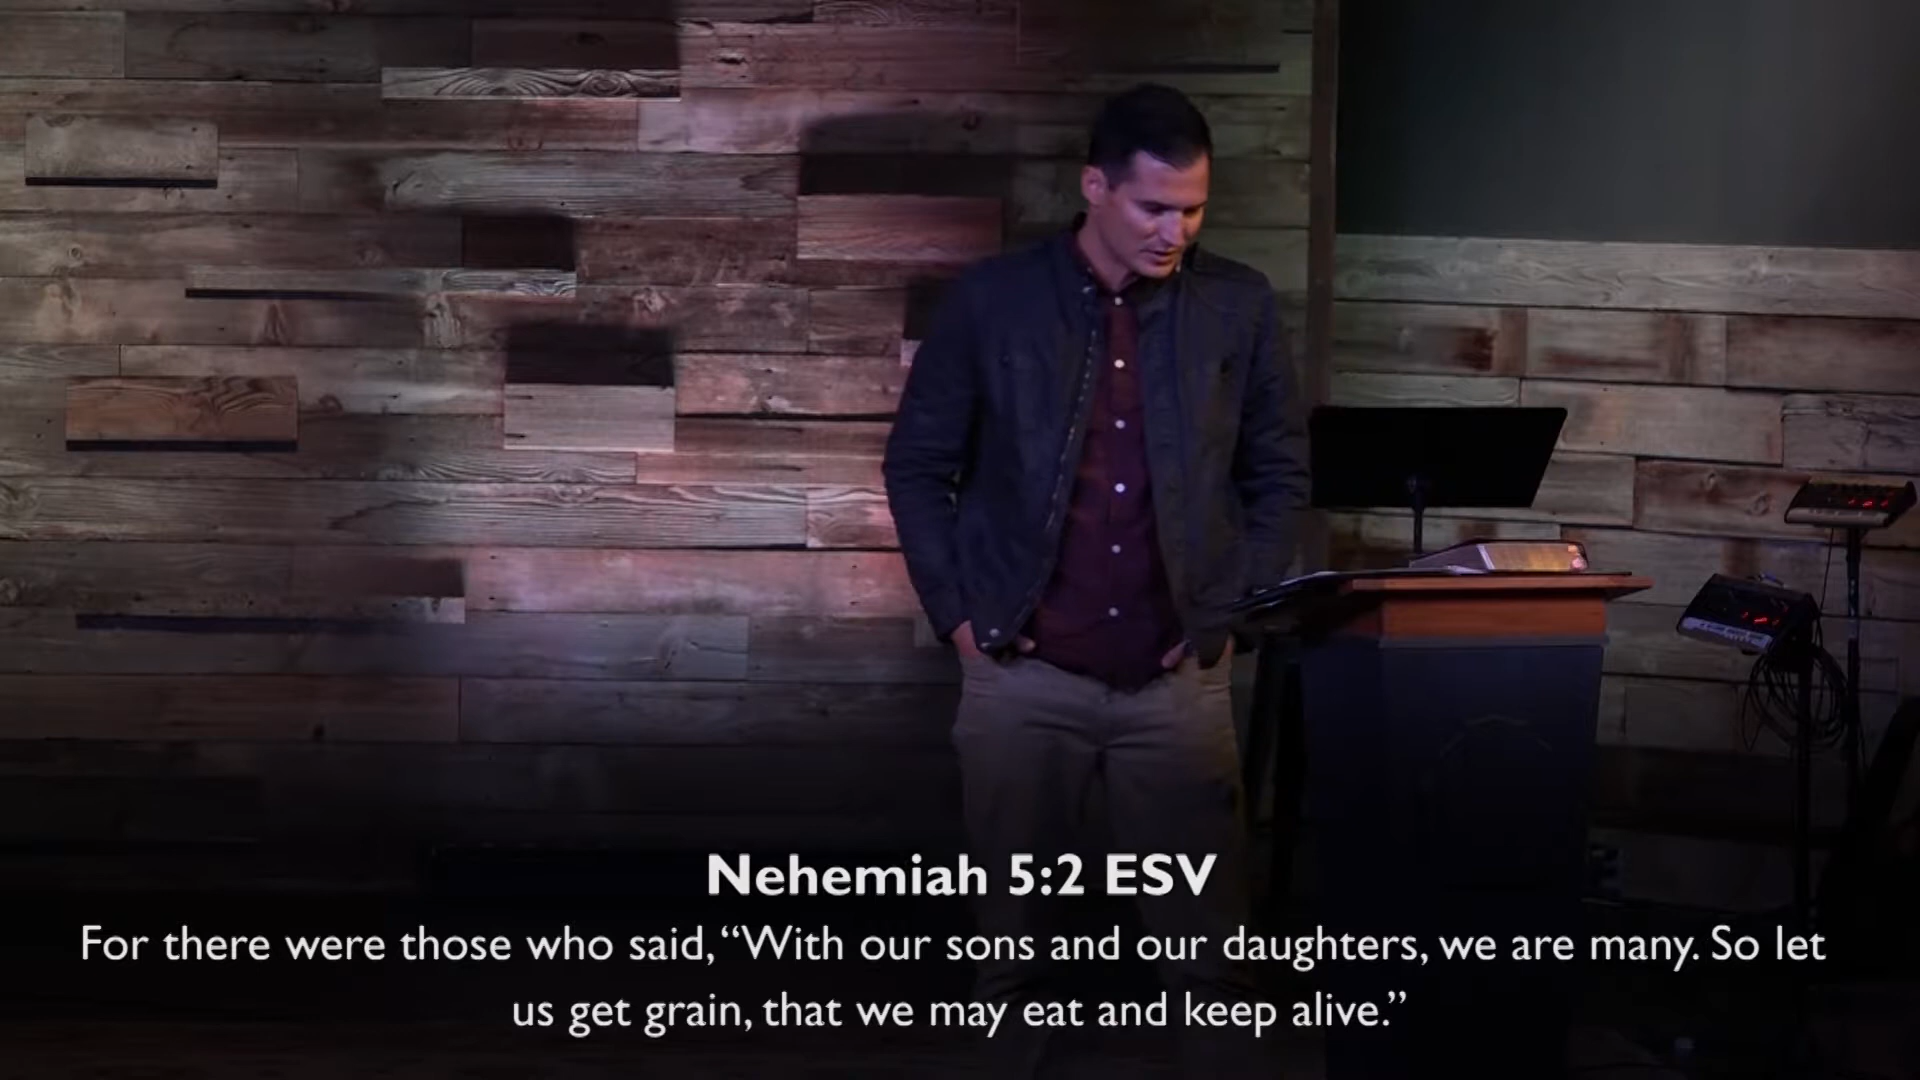 Nehemiah 5:2 ESV
For there were those who said, “With our sons and our daughters, we are many. So let
us get grain, that we may eat and keep alive.”